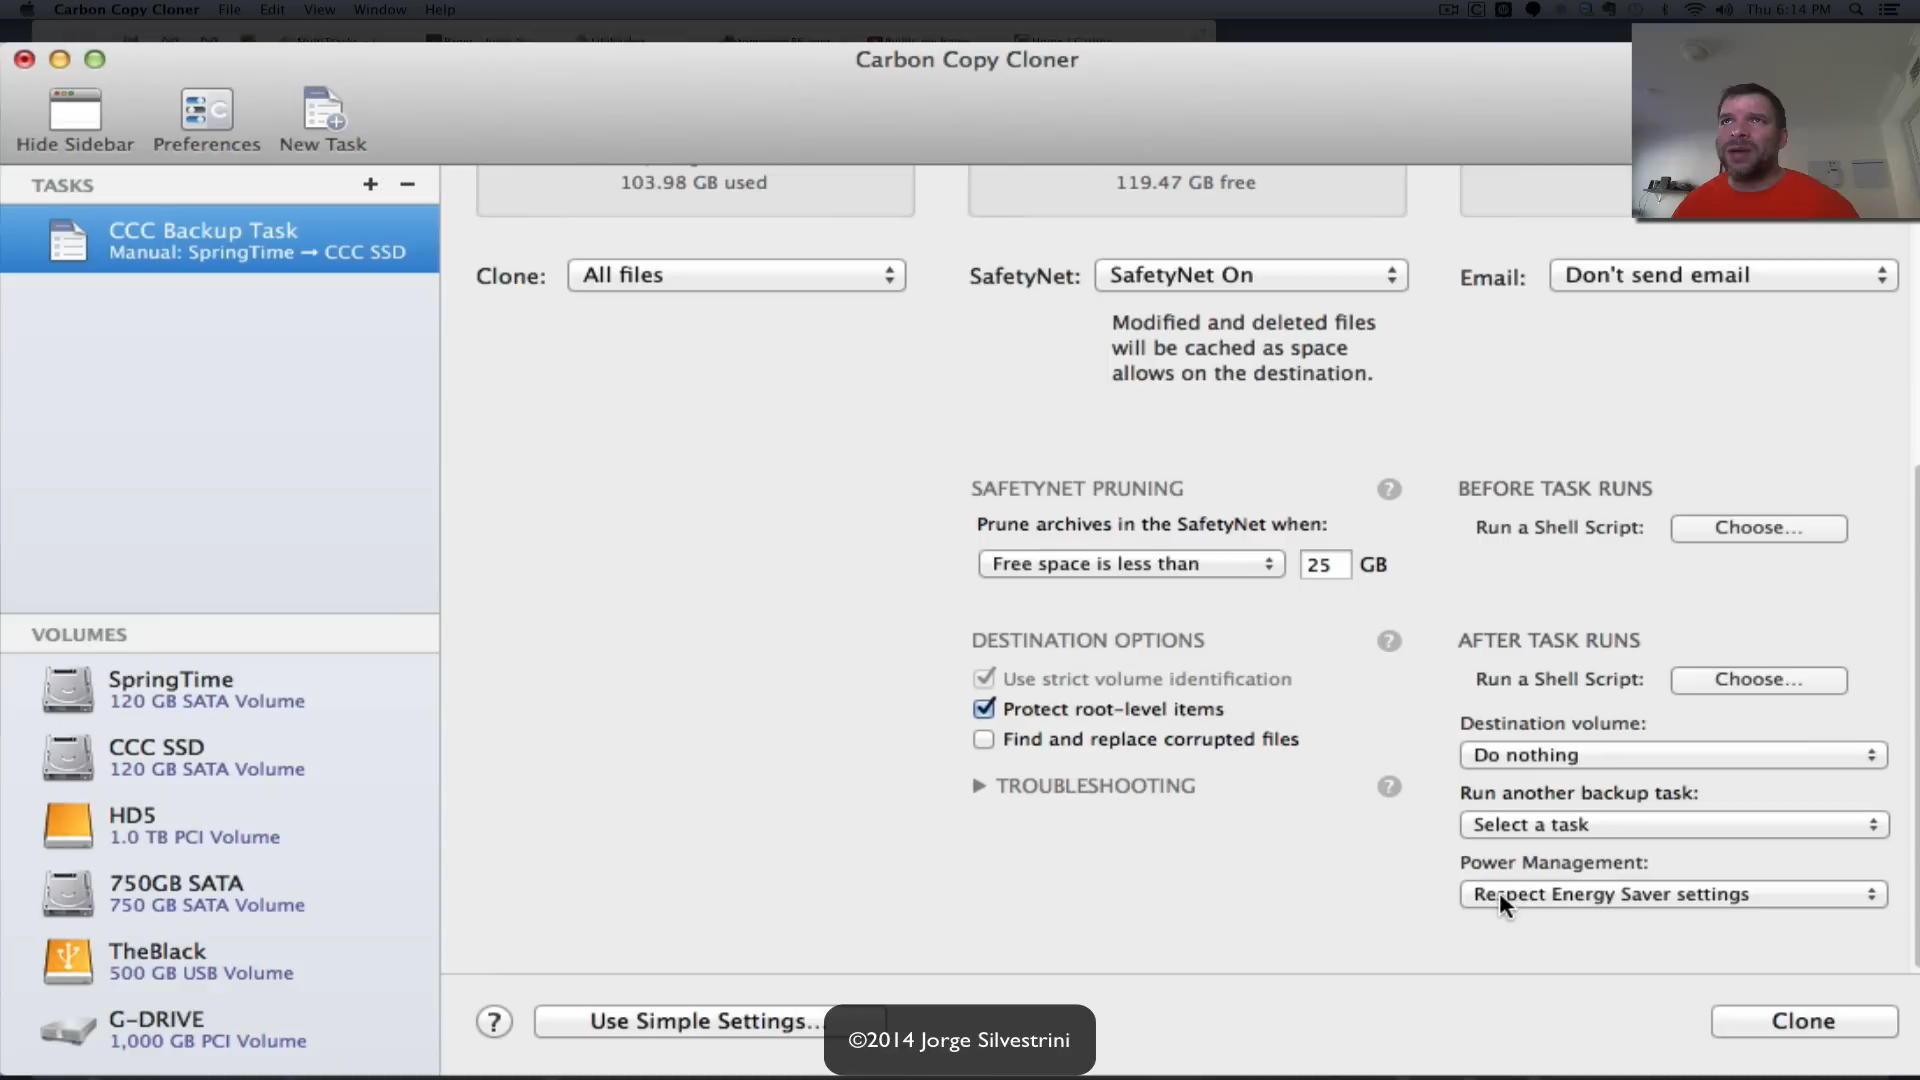 Carbon Copy Cloner File Edit View Window Help
Thu 6:14 PM
Carbon Copy Cloner
Hide Sidebar Preferences New Task
TASKS + −
CCC Backup Task
Manual: SpringTime → CCC SSD
103.98 GB used
119.47 GB free
Clone: All files
SafetyNet: SafetyNet On
Modified and deleted files
will be cached as space
allows on the destination.
Email: Don't send email
SAFETYNET PRUNING ?
Prune archives in the SafetyNet when:
Free space is less than 25 GB
DESTINATION OPTIONS ?
Use strict volume identification
Protect root-level items
Find and replace corrupted files
TROUBLESHOOTING ?
BEFORE TASK RUNS
Run a Shell Script: Choose...
AFTER TASK RUNS
Run a Shell Script: Choose...
Destination volume:
Do nothing
Run another backup task:
Select a task
Power Management:
Respect Energy Saver settings
VOLUMES
SpringTime
120 GB SATA Volume
CCC SSD
120 GB SATA Volume
HD5
1.0 TB PCI Volume
750GB SATA
750 GB SATA Volume
TheBlack
500 GB USB Volume
G-DRIVE
1,000 GB PCI Volume
? Use Simple Settings...
Clone
©2014 Jorge Silvestrini